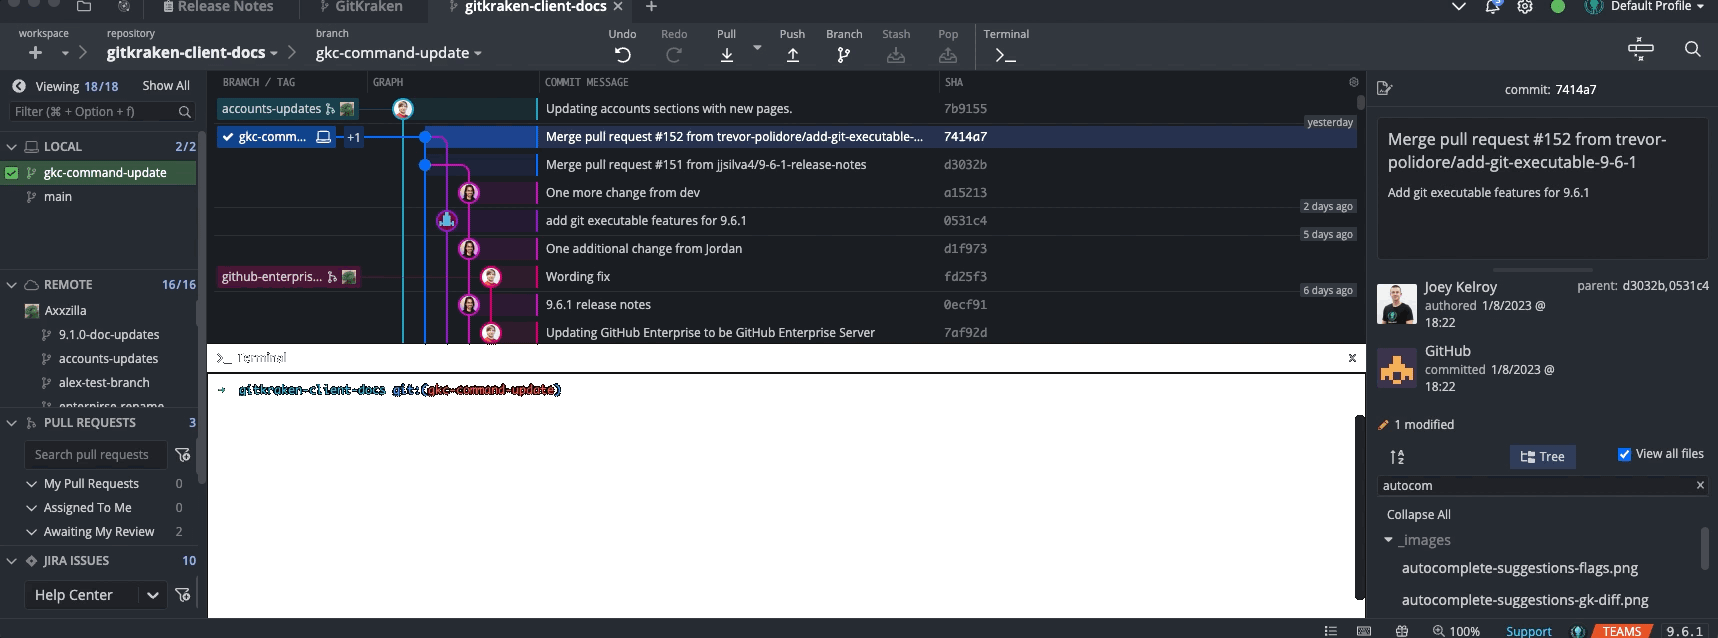 Release Notes
GitKraken
gitkraken-client-docs ×
+
Default Profile
workspace
repository
gitkraken-client-docs
branch
gkc-command-update
Undo
Redo
Pull
Push
Branch
Stash
Pop
Terminal
Viewing 18/18 Show All
Filter (⌘ + Option + f)
LOCAL 2/2
gkc-command-update
main
REMOTE 16/16
Axxzilla
9.1.0-doc-updates
accounts-updates
alex-test-branch
enterpirse-rename
PULL REQUESTS 3
Search pull requests
My Pull Requests 0
Assigned To Me 0
Awaiting My Review 2
JIRA ISSUES 10
Help Center
BRANCH / TAG GRAPH COMMIT MESSAGE SHA
accounts-updates Updating accounts sections with new pages. 7b9155
yesterday
gkc-comm... +1 Merge pull request #152 from trevor-polidore/add-git-executable-... 7414a7
Merge pull request #151 from jjsilva4/9-6-1-release-notes d3032b
One more change from dev a15213
2 days ago
add git executable features for 9.6.1 0531c4
5 days ago
One additional change from Jordan d1f973
github-enterpris... Wording fix fd25f3
6 days ago
9.6.1 release notes 0ecf91
Updating GitHub Enterprise to be GitHub Enterprise Server 7af92d
>_ Terminal x
→ gitkraken-client-docs git:(gkc-command-update)
commit: 7414a7
Merge pull request #152 from trevor-
polidore/add-git-executable-9-6-1
Add git executable features for 9.6.1
Joey Kelroy parent: d3032b,0531c4
authored 1/8/2023 @
18:22
GitHub
committed 1/8/2023 @
18:22
1 modified
Tree
View all files
autocom ×
Collapse All
_images
autocomplete-suggestions-flags.png
autocomplete-suggestions-gk-diff.png
100% Support TEAMS 9.6.1